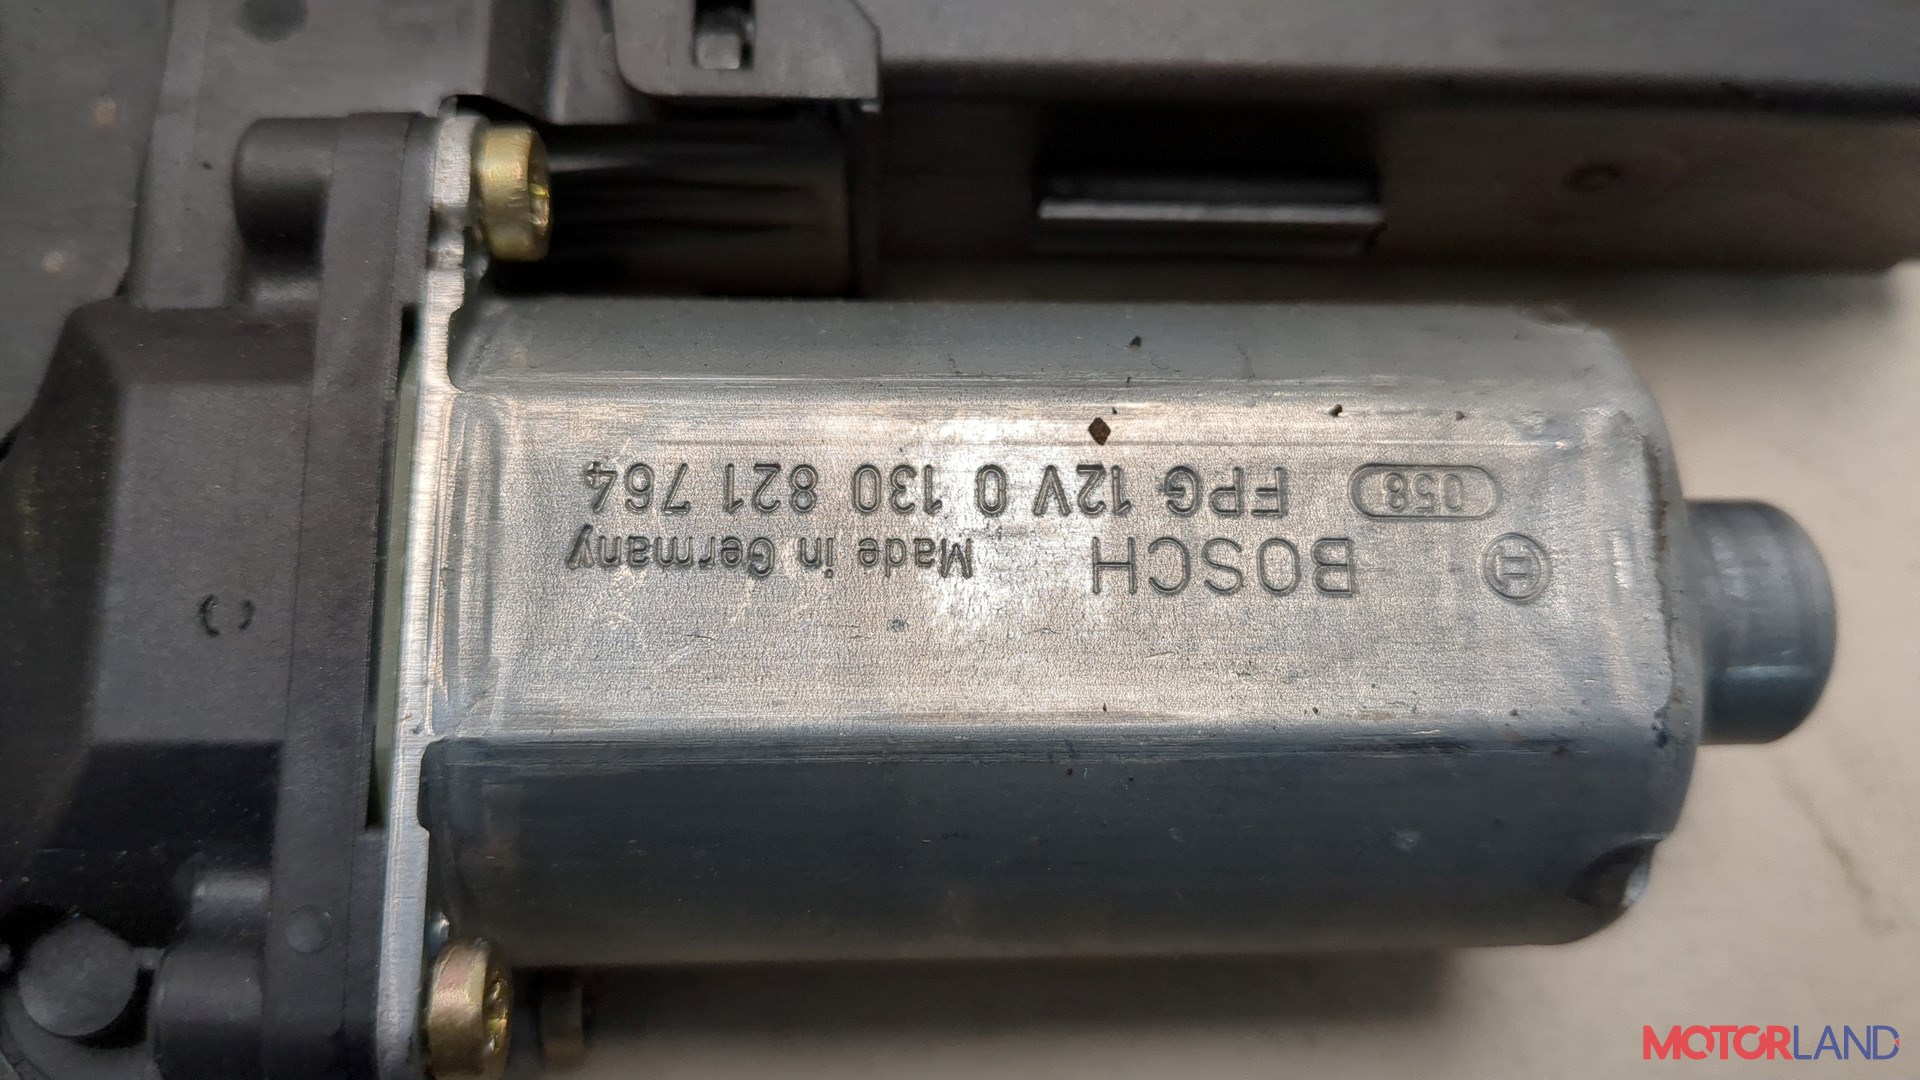 BOSCH Made in Germany
058 FPG 12V 0 130 821 764
MOTORLAND